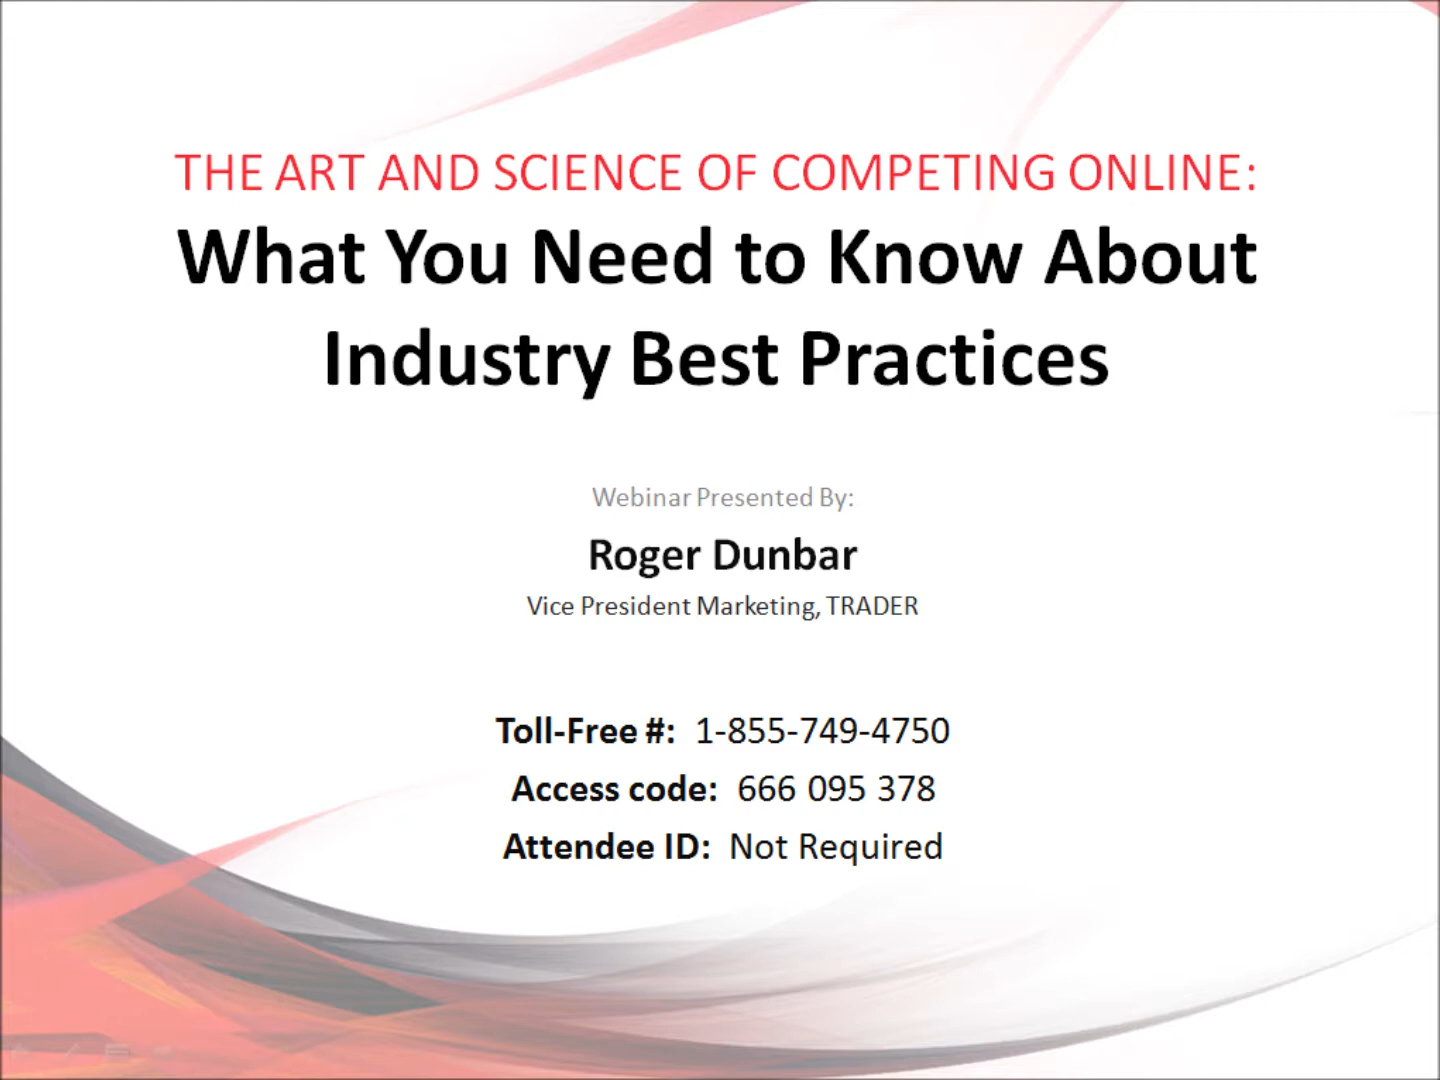 THE ART AND SCIENCE OF COMPETING ONLINE:
What You Need to Know About
Industry Best Practices
Webinar Presented By:
Roger Dunbar
Vice President Marketing, TRADER
Toll-Free #: 1-855-749-4750
Access code: 666 095 378
Attendee ID: Not Required